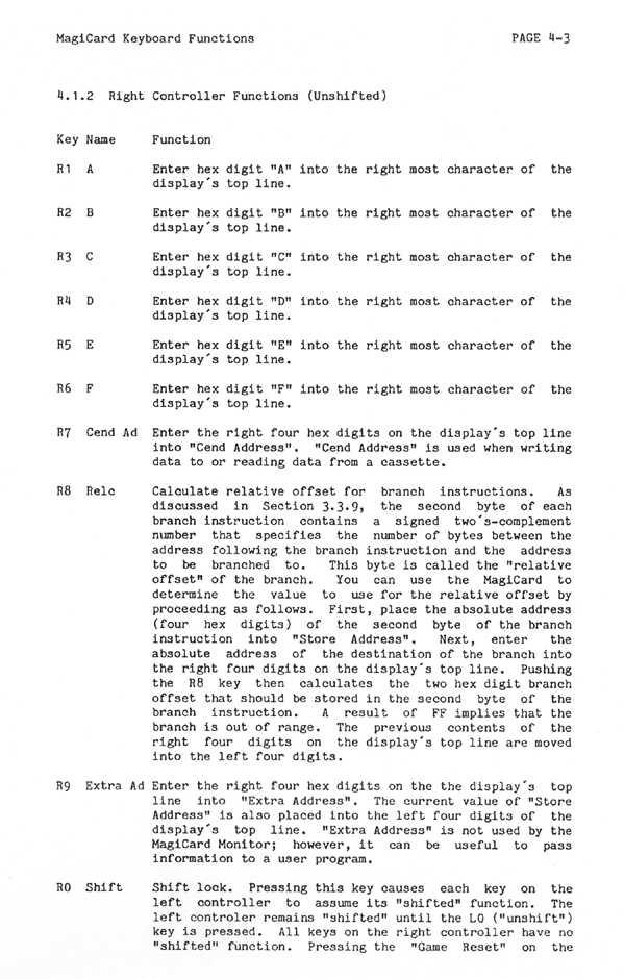 MagiCard Keyboard Functions PAGE 4-3
4.1.2 Right Controller Functions (Unshifted)
Key Name Function
R1 A Enter hex digit "A" into the right most character of the
display's top line.
R2 B Enter hex digit "B" into the right most character of the
display's top line.
R3 C Enter hex digit "C" into the right most character of the
display's top line.
R4 D Enter hex digit "D" into the right most character of the
display's top line.
R5 E Enter hex digit "E" into the right most character of the
display's top line.
R6 F Enter hex digit "F" into the right most character of the
display's top line.
R7 Cend Ad Enter the right four hex digits on the display's top line
into "Cend Address". "Cend Address" is used when writing
data to or reading data from a cassette.
R8 Relc Calculate relative offset for branch instructions. As
discussed in Section 3.3.9, the second byte of each
branch instruction contains a signed two's-complement
number that specifies the number of bytes between the
address following the branch instruction and the address
to be branched to. This byte is called the "relative
offset" of the branch. You can use the MagiCard to
determine the value to use for the relative offset by
proceeding as follows. First, place the absolute address
(four hex digits) of the second byte of the branch
instruction into "Store Address". Next, enter the
absolute address of the destination of the branch into
the right four digits on the display's top line. Pushing
the R8 key then calculates the two hex digit branch
offset that should be stored in the second byte of the
branch instruction. A result of FF implies that the
branch is out of range. The previous contents of the
right four digits on the display's top line are moved
into the left four digits.
R9 Extra Ad Enter the right four hex digits on the the display's top
line into "Extra Address". The current value of "Store
Address" is also placed into the left four digits of the
display's top line. "Extra Address" is not used by the
MagiCard Monitor; however, it can be useful to pass
information to a user program.
R0 Shift Shift lock. Pressing this key causes each key on the
left controller to assume its "shifted" function. The
left controler remains "shifted" until the L0 ("unshift")
key is pressed. All keys on the right controller have no
"shifted" function. Pressing the "Game Reset" on the